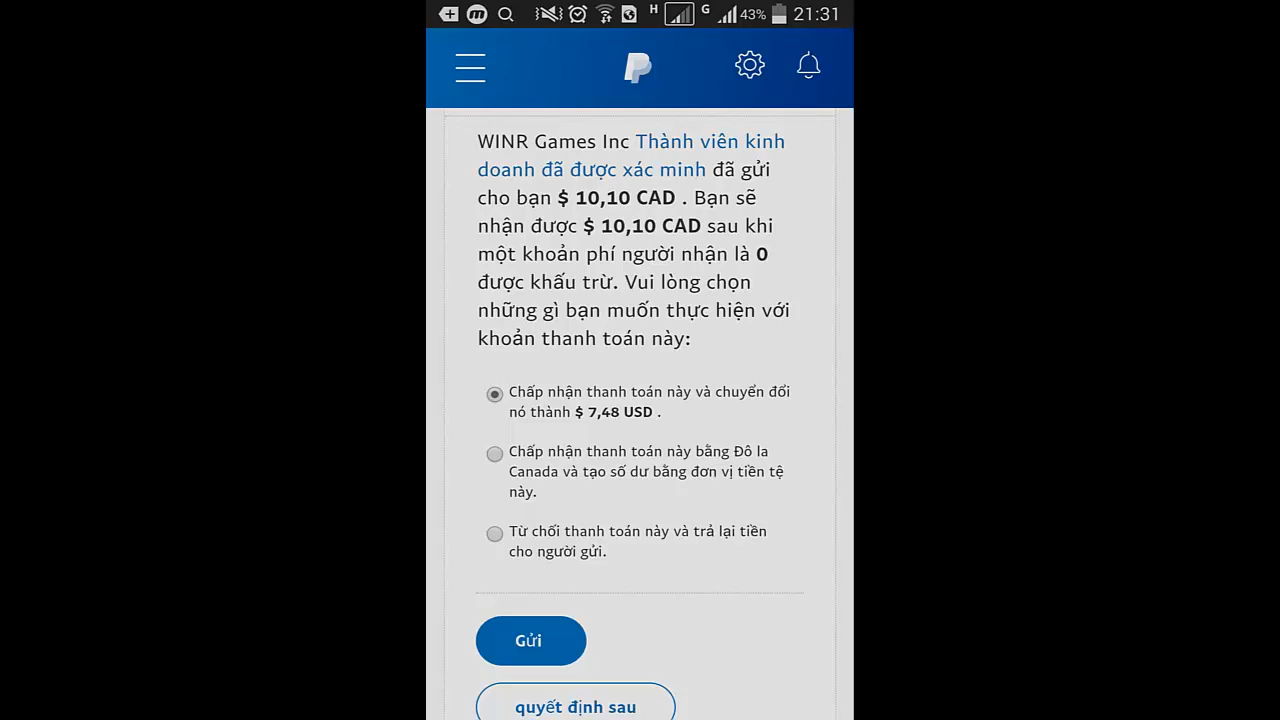 H G 43% 21:31
WINR Games Inc Thành viên kinh
doanh đã được xác minh đã gửi
cho bạn $ 10,10 CAD . Bạn sẽ
nhận được $ 10,10 CAD sau khi
một khoản phí người nhận là 0
được khấu trừ. Vui lòng chọn
những gì bạn muốn thực hiện với
khoản thanh toán này:
Chấp nhận thanh toán này và chuyển đổi
nó thành $ 7,48 USD .
Chấp nhận thanh toán này bằng Đô la
Canada và tạo số dư bằng đơn vị tiền tệ
này.
Từ chối thanh toán này và trả lại tiền
cho người gửi.
Gửi
quyết định sau